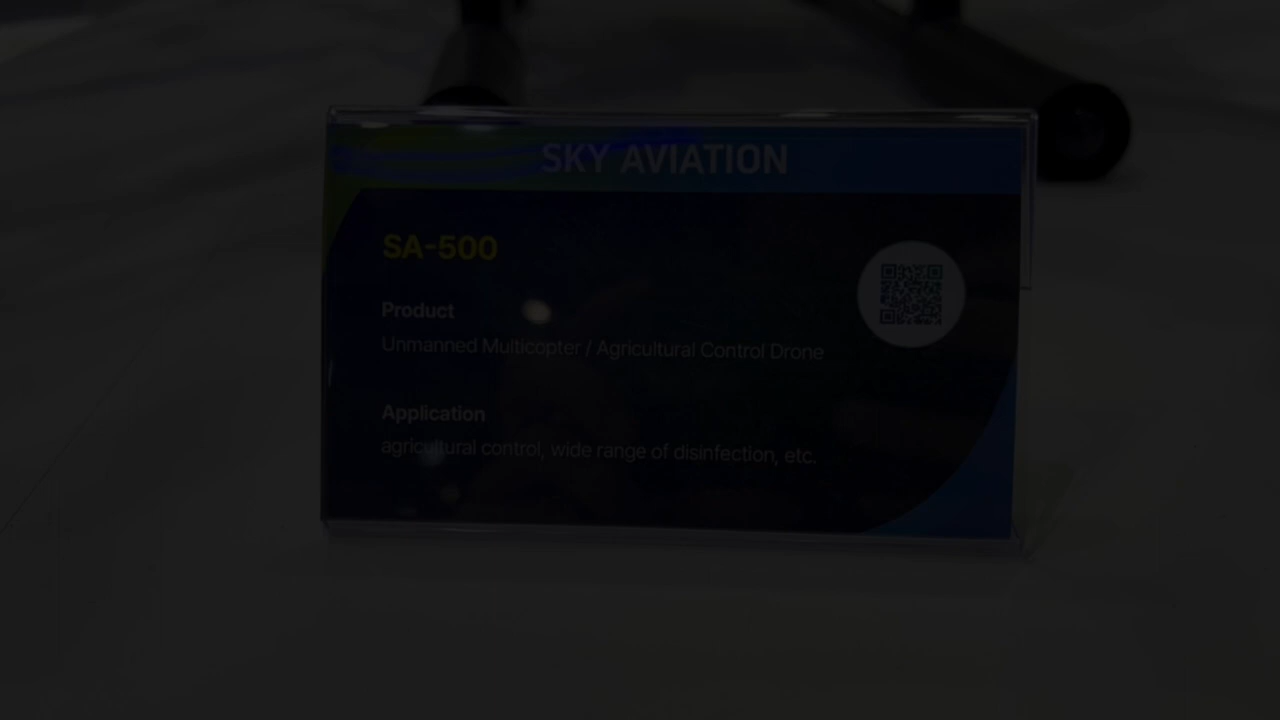 SKY AVIATION
SA-500
Product
Unmanned Multicopter / Agricultural Control Drone
Application
agricultural control, wide range of disinfection, etc.